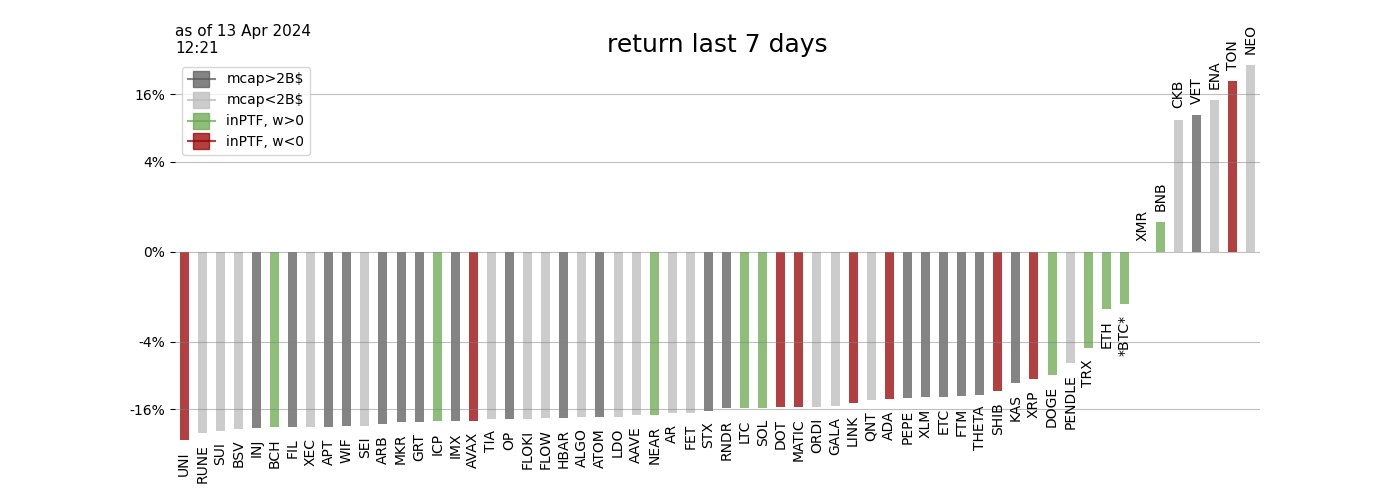 as of 13 Apr 2024
12:21
return last 7 days
mcap>2B$
mcap<2B$
inPTF, w>0
inPTF, w<0
16%
4%
0%
-4%
-16%
UNI
RUNE
SUI
BSV
INJ
BCH
FIL
XEC
APT
WIF
SEI
ARB
MKR
GRT
ICP
IMX
AVAX
TIA
OP
FLOKI
FLOW
HBAR
ALGO
ATOM
LDO
AAVE
NEAR
AR
FET
STX
RNDR
LTC
SOL
DOT
MATIC
ORDI
GALA
LINK
QNT
ADA
PEPE
XLM
ETC
FTM
THETA
SHIB
KAS
XRP
DOGE
PENDLE
TRX
ETH
*BTC*
XMR
BNB
CKB
VET
ENA
TON
NEO